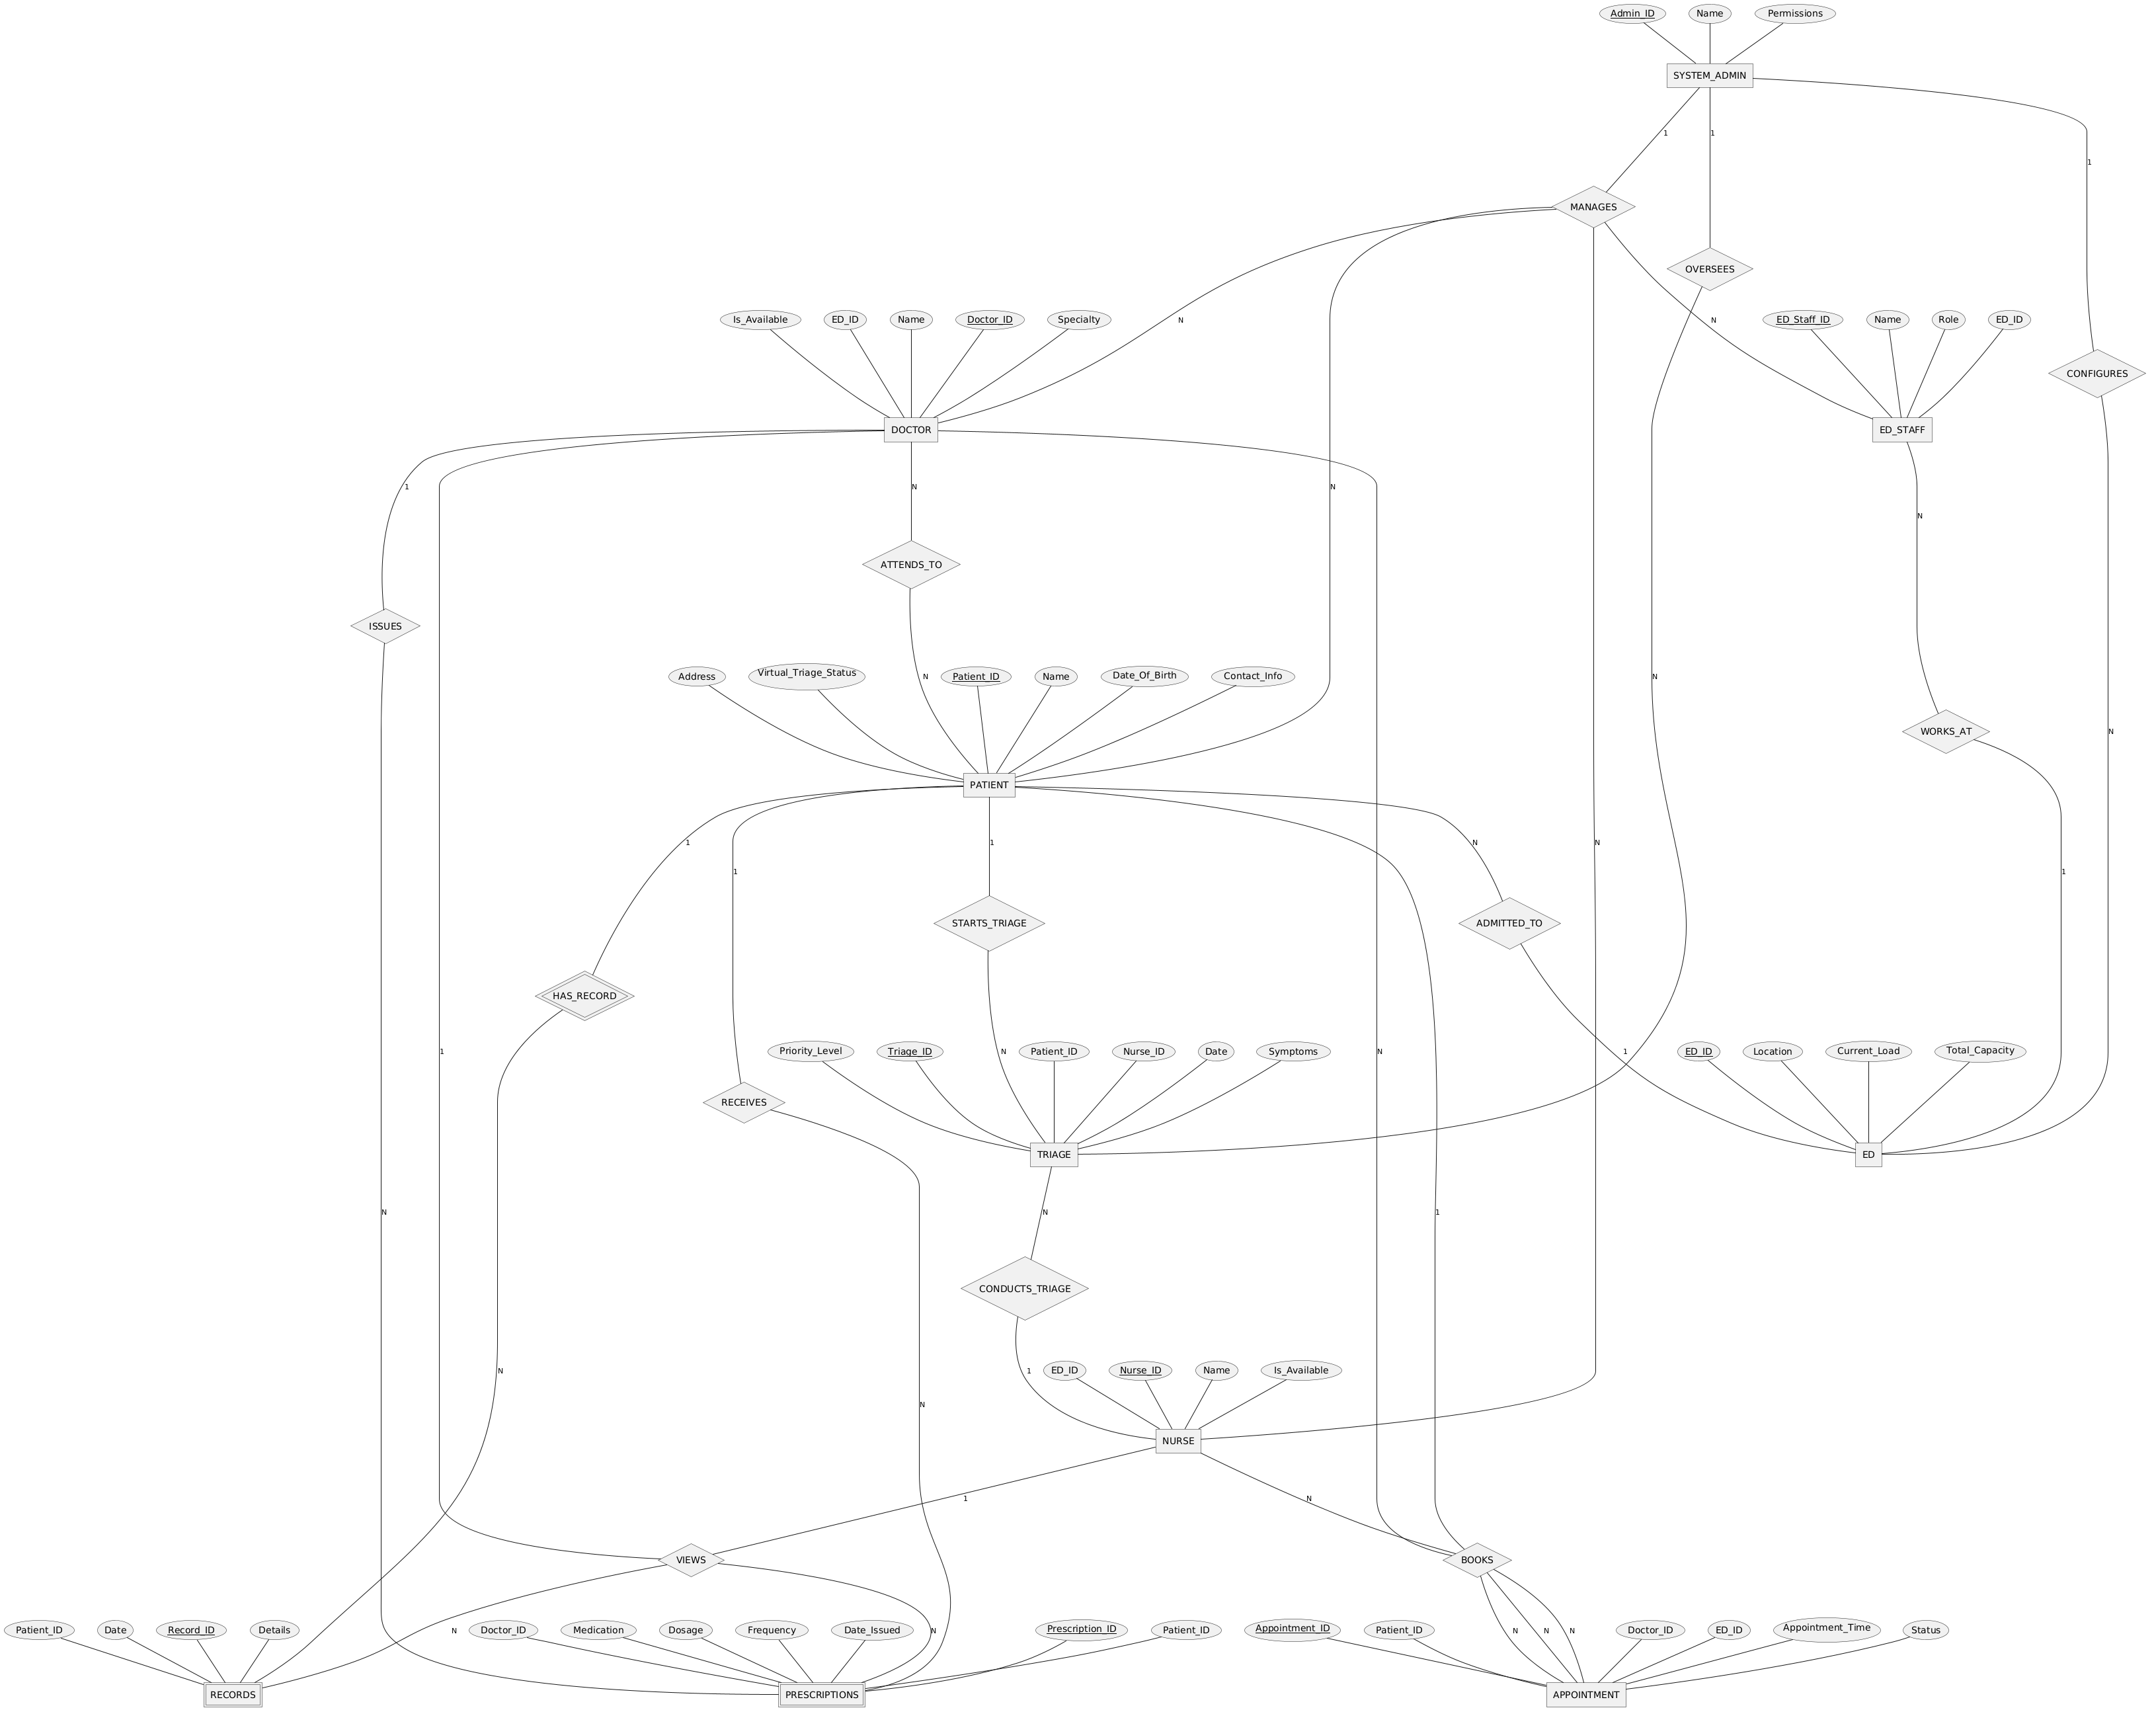 Admin_ID
Name
Permissions
SYSTEM_ADMIN
1
1
1
MANAGES
OVERSEES
Is_Available
ED_ID
Name
Doctor_ID
Specialty
N
N
ED_Staff_ID
Name
Role
ED_ID
CONFIGURES
DOCTOR
ED_STAFF
1
N
N
N
N
ATTENDS_TO
ISSUES
Address
Virtual_Triage_Status
Patient_ID
Name
Date_Of_Birth
Contact_Info
N
N
N
WORKS_AT
PATIENT
1
1
1
N
N
1
STARTS_TRIAGE
ADMITTED_TO
HAS_RECORD
1
Priority_Level
Triage_ID
Patient_ID
Nurse_ID
Date
Symptoms
N
N
1
ED_ID
Location
Current_Load
Total_Capacity
RECEIVES
TRIAGE
ED
N
N
1
CONDUCTS_TRIAGE
N
N
1
ED_ID
Nurse_ID
Name
Is_Available
NURSE
1
N
VIEWS
BOOKS
Patient_ID
Date
Record_ID
Details
N
Doctor_ID
Medication
Dosage
Frequency
Date_Issued
N
Prescription_ID
Patient_ID
Appointment_ID
Patient_ID
N
N
N
Doctor_ID
ED_ID
Appointment_Time
Status
RECORDS
PRESCRIPTIONS
APPOINTMENT